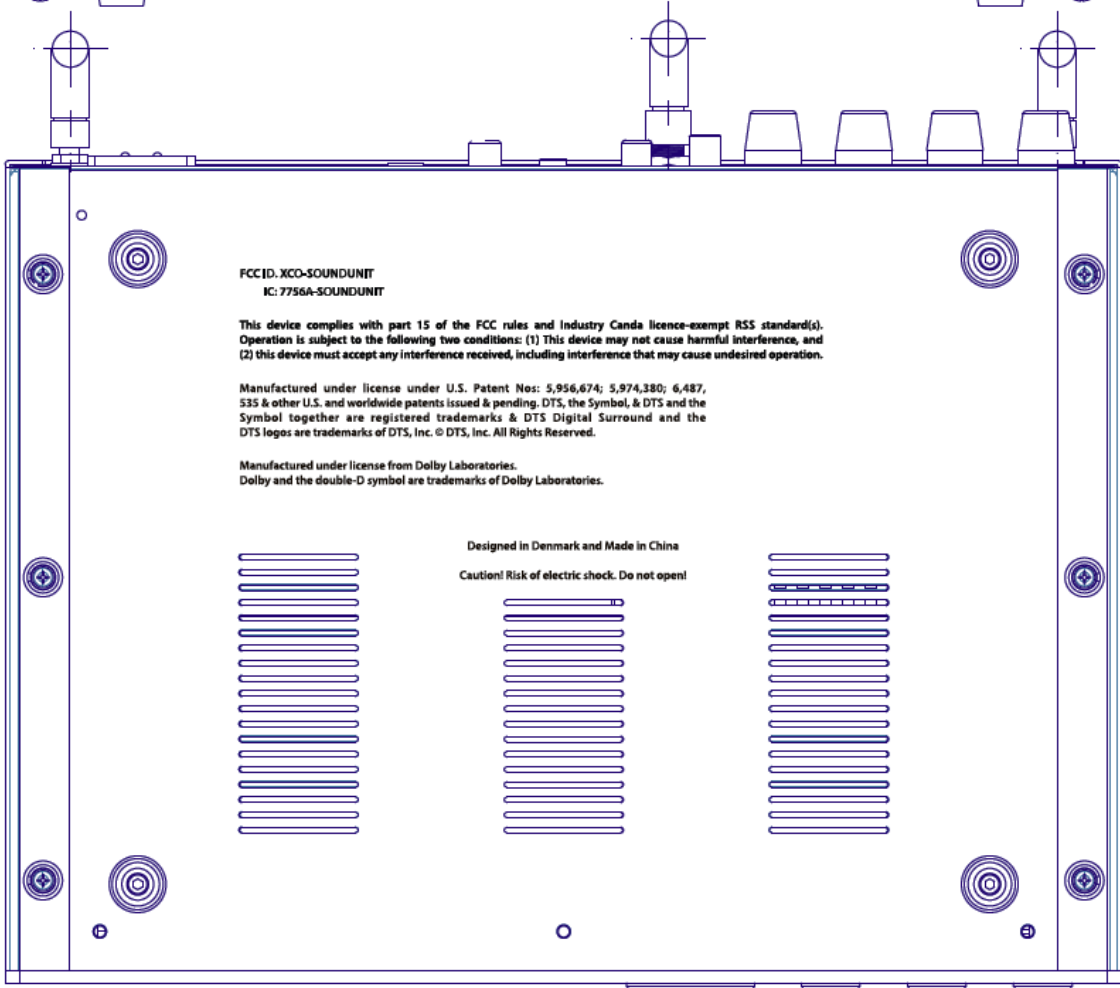 FCC ID. XCO-SOUNDUNIT
IC: 7756A-SOUNDUNIT
This device complies with part 15 of the FCC rules and Industry Canda licence-exempt RSS standard(s).
Operation is subject to the following two conditions: (1) This device may not cause harmful interference, and
(2) this device must accept any interference received, including interference that may cause undesired operation.
Manufactured under license under U.S. Patent Nos: 5,956,674; 5,974,380; 6,487,
535 & other U.S. and worldwide patents issued & pending. DTS, the Symbol, & DTS and the
Symbol together are registered trademarks & DTS Digital Surround and the
DTS logos are trademarks of DTS, Inc. © DTS, Inc. All Rights Reserved.
Manufactured under license from Dolby Laboratories.
Dolby and the double-D symbol are trademarks of Dolby Laboratories.
Designed in Denmark and Made in China
Caution! Risk of electric shock. Do not open!